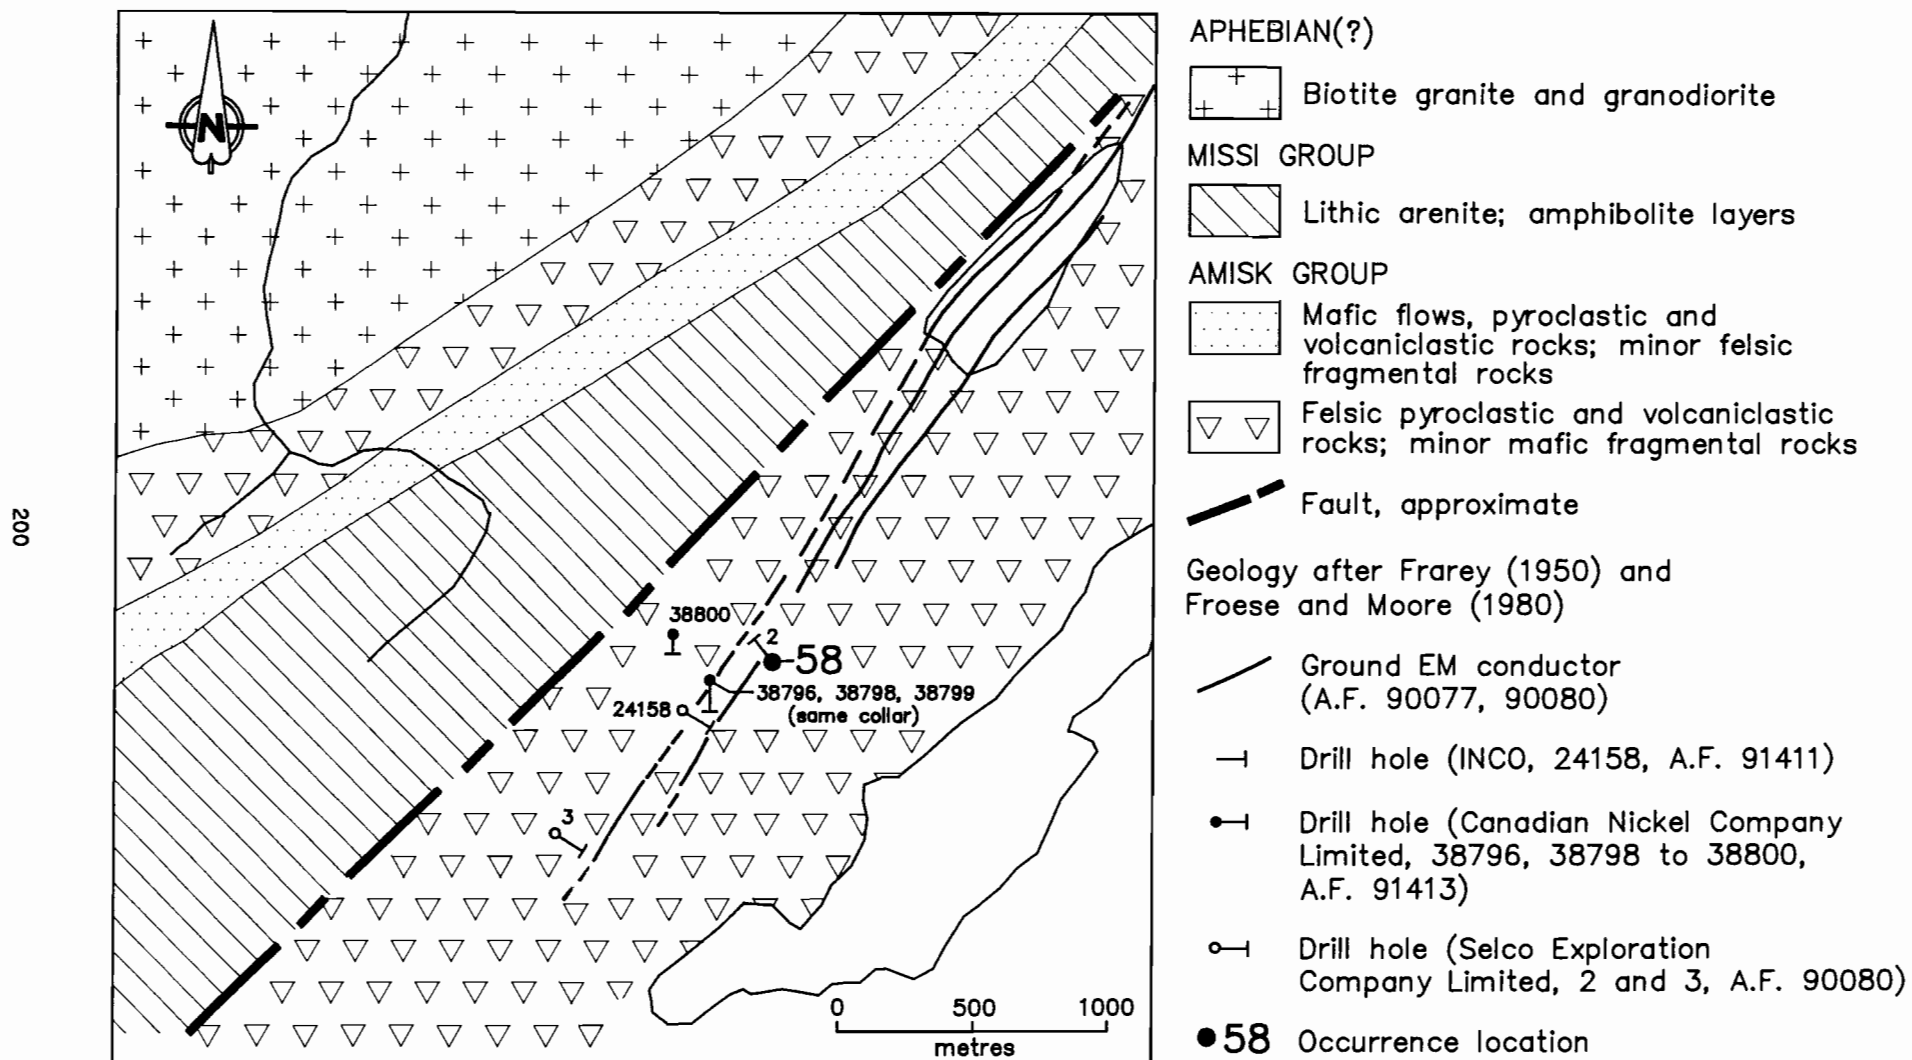 N
38800
2
58
38796, 38798, 38799
(same collar)
24158
3
0 500 1000
metres
200
APHEBIAN(?)
Biotite granite and granodiorite
MISSI GROUP
Lithic arenite; amphibolite layers
AMISK GROUP
Mafic flows, pyroclastic and
volcaniclastic rocks; minor felsic
fragmental rocks
Felsic pyroclastic and volcaniclastic
rocks; minor mafic fragmental rocks
Fault, approximate
Geology after Frarey (1950) and
Froese and Moore (1980)
Ground EM conductor
(A.F. 90077, 90080)
Drill hole (INCO, 24158, A.F. 91411)
Drill hole (Canadian Nickel Company
Limited, 38796, 38798 to 38800,
A.F. 91413)
Drill hole (Selco Exploration
Company Limited, 2 and 3, A.F. 90080)
58 Occurrence location